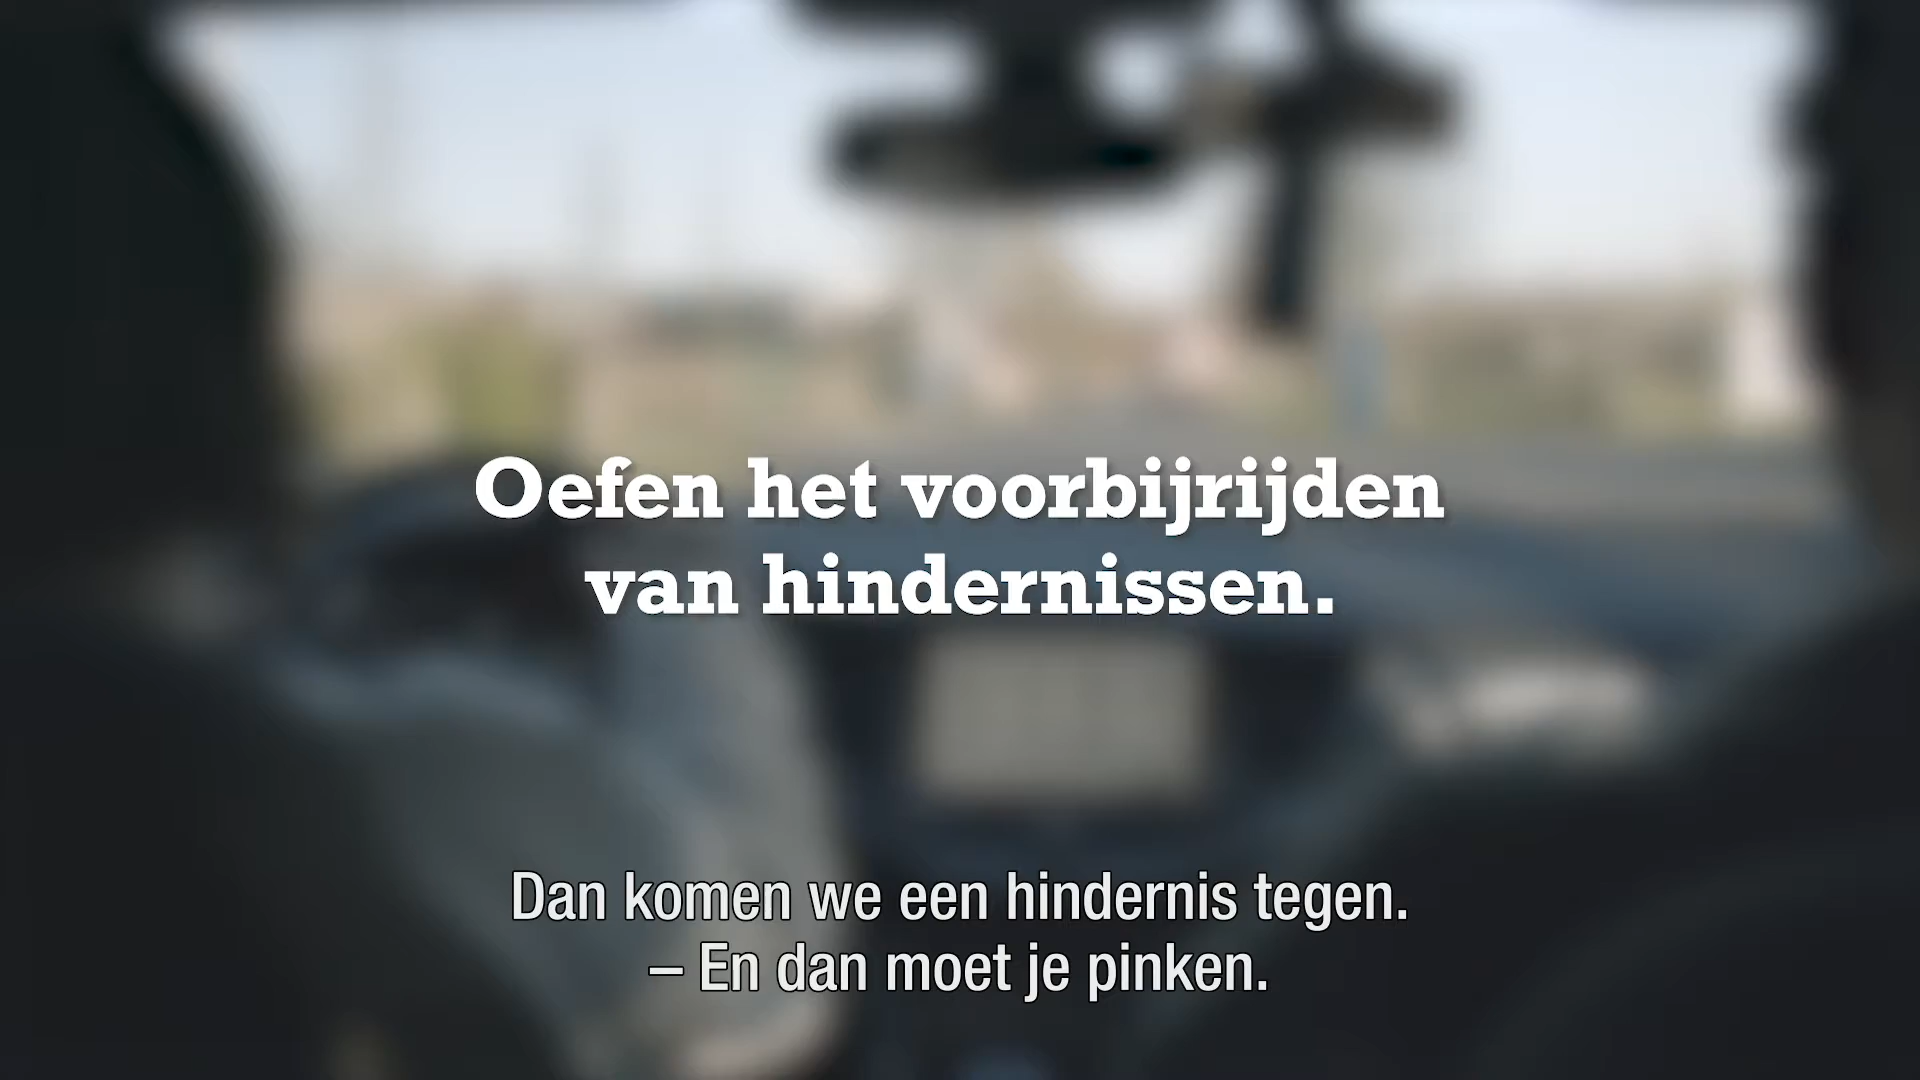 Oefen het voorbijrijden
van hindernissen.
Dan komen we een hindernis tegen.
– En dan moet je pinken.